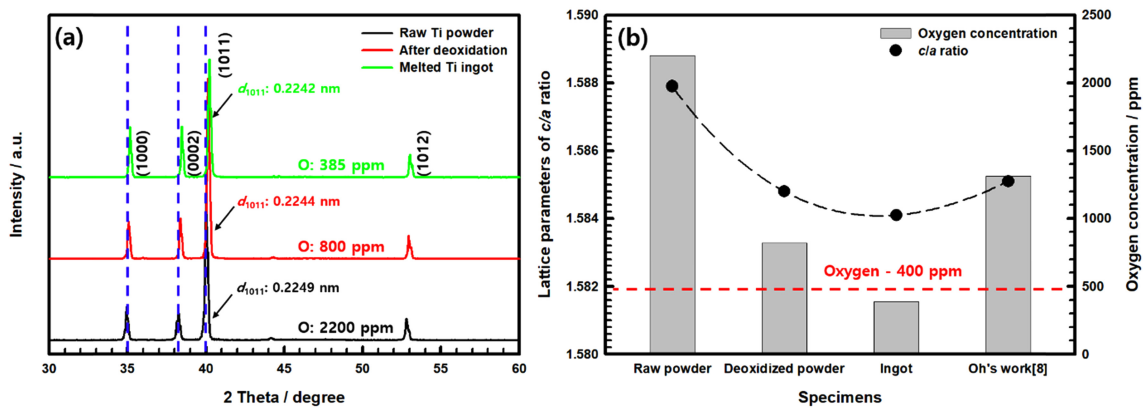 (a)
Raw Ti powder
After deoxidation
Melted Ti ingot
(1011)
d1011: 0.2242 nm
(1000)
(0002)
O: 385 ppm
(1012)
d1011: 0.2244 nm
O: 800 ppm
d1011: 0.2249 nm
O: 2200 ppm
Intensity / a.u.
30 35 40 45 50 55 60
2 Theta / degree
(b)
Oxygen concentration
c/a ratio
Lattice parameters of c/a ratio
1.590
1.588
1.586
1.584
1.582
1.580
Oxygen - 400 ppm
2500
2000
1500
1000
500
0
Oxygen concentration / ppm
Raw powder Deoxidized powder Ingot Oh's work[8]
Specimens